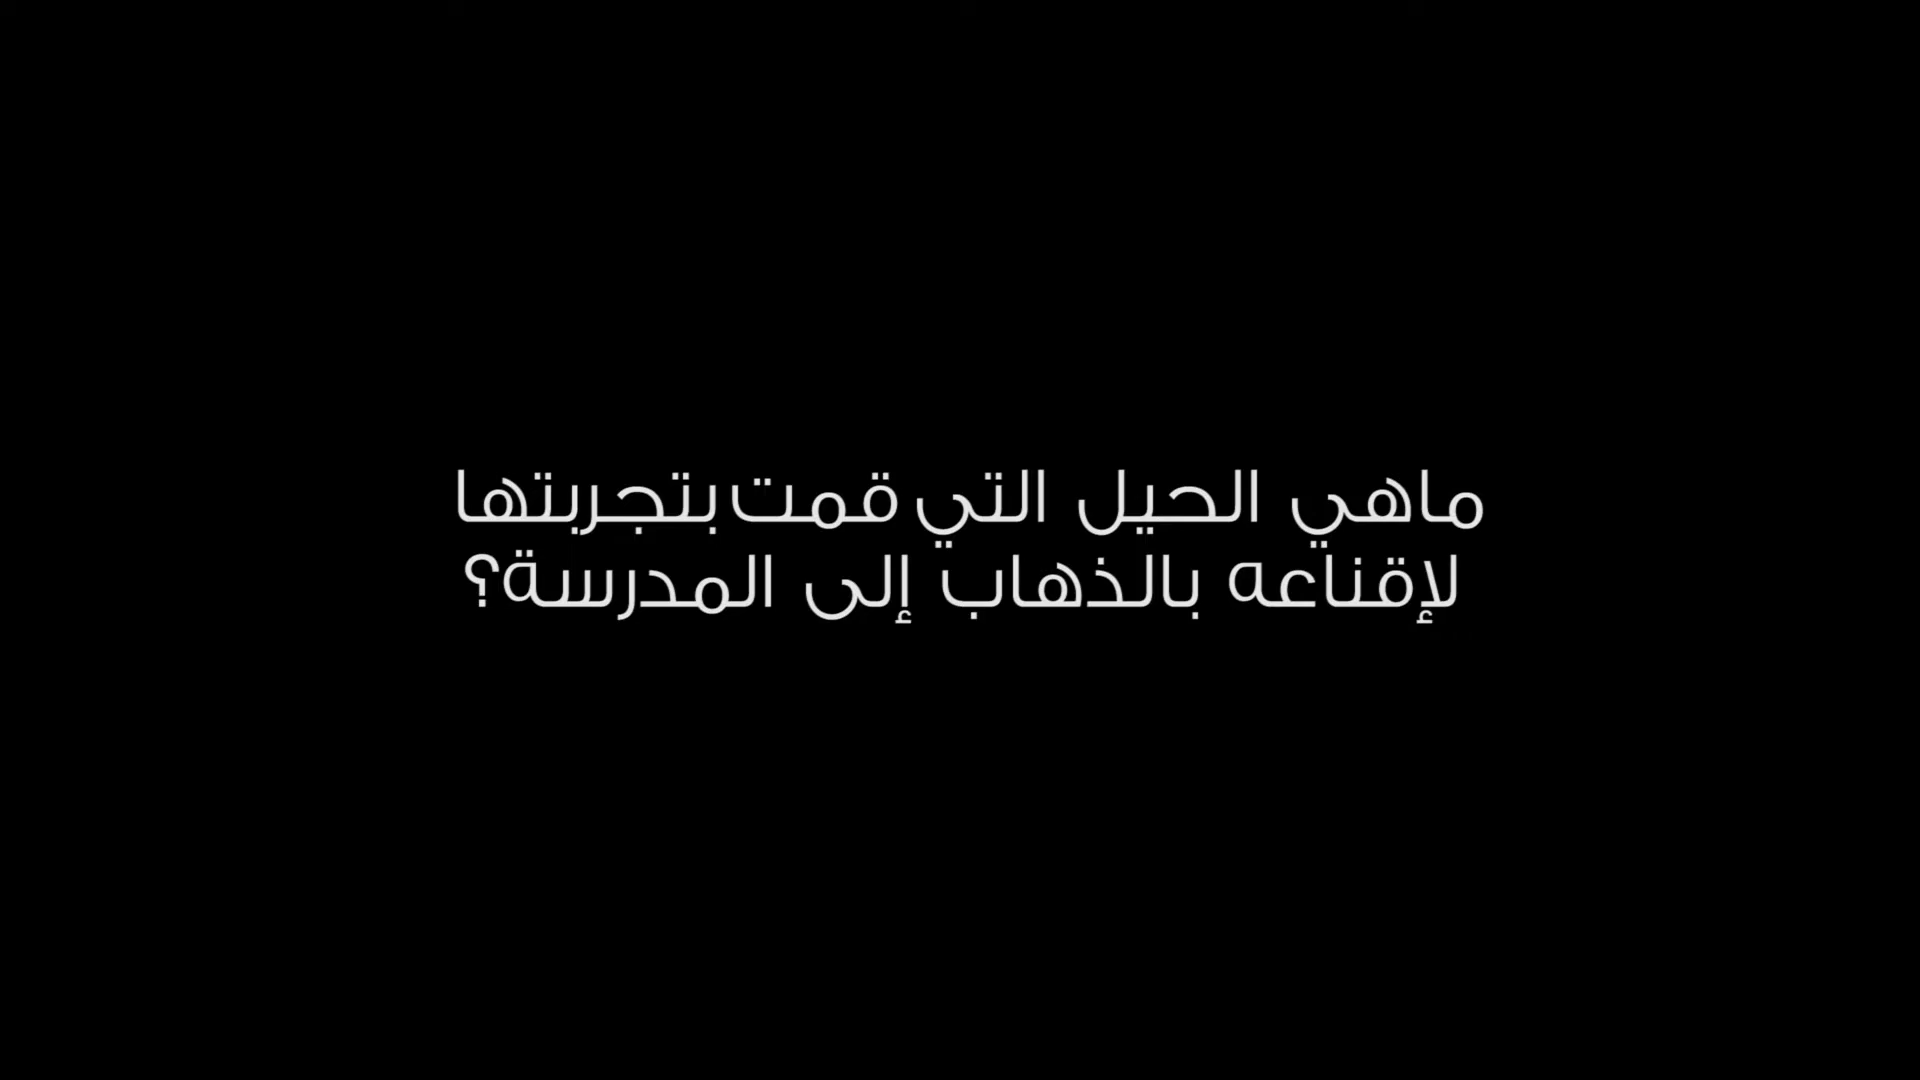 ماهي الحيل التي قمت بتجربتها
لإقناعه بالذهاب إلى المدرسة؟